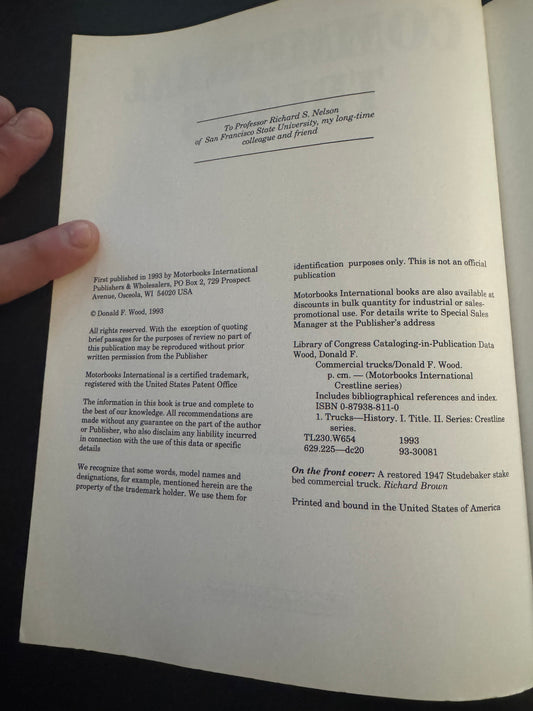 To Professor Richard S. Nelson
of San Francisco State University, my long-time
colleague and friend
First published in 1993 by Motorbooks International
Publishers & Wholesalers, PO Box 2, 729 Prospect
Avenue, Osceola, WI 54020 USA
© Donald F. Wood, 1993
All rights reserved. With the exception of quoting
brief passages for the purposes of review no part of
this publication may be reproduced without prior
written permission from the Publisher
Motorbooks International is a certified trademark,
registered with the United States Patent Office
The information in this book is true and complete to
the best of our knowledge. All recommendations are
made without any guarantee on the part of the author
or Publisher, who also disclaim any liability incurred
in connection with the use of this data or specific
details
We recognize that some words, model names and
designations, for example, mentioned herein are the
property of the trademark holder. We use them for
identification purposes only. This is not an official
publication
Motorbooks International books are also available at
discounts in bulk quantity for industrial or sales-
promotional use. For details write to Special Sales
Manager at the Publisher's address
Library of Congress Cataloging-in-Publication Data
Wood, Donald F.
Commercial trucks/Donald F. Wood.
p. cm. — (Motorbooks International
Crestline series)
Includes bibliographical references and index.
ISBN 0-87938-811-0
1. Trucks—History. I. Title. II. Series: Crestline
series.
TL230.W654 1993
629.225—dc20 93-30081
On the front cover: A restored 1947 Studebaker stake
bed commercial truck. Richard Brown
Printed and bound in the United States of America